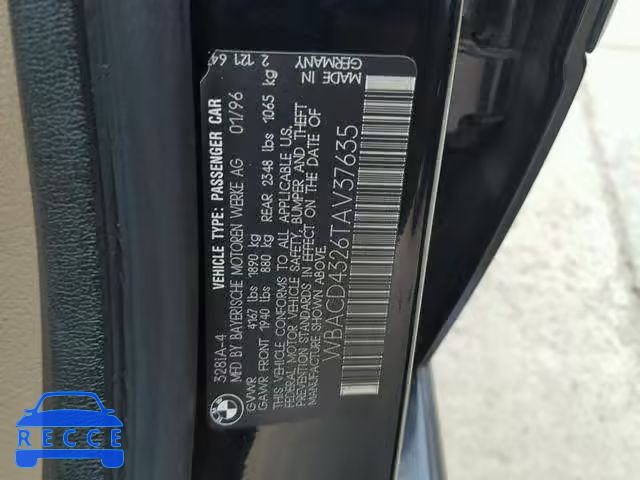 328iA-4 VEHICLE TYPE: PASSENGER CAR 2 121 64
MFD BY BAYERISCHE MOTOREN WERKE AG 01/96
GVWR 4167 lbs 1890 kg
GAWR FRONT 1940 lbs 880 kg REAR 2348 lbs 1065 kg
THIS VEHICLE CONFORMS TO ALL APPLICABLE U.S.
FEDERAL MOTOR VEHICLE SAFETY, BUMPER AND THEFT
PREVENTION STANDARDS IN EFFECT ON THE DATE OF
MANUFACTURE SHOWN ABOVE.
MADE IN
GERMANY
WBACD4326TAV37635
RECCE